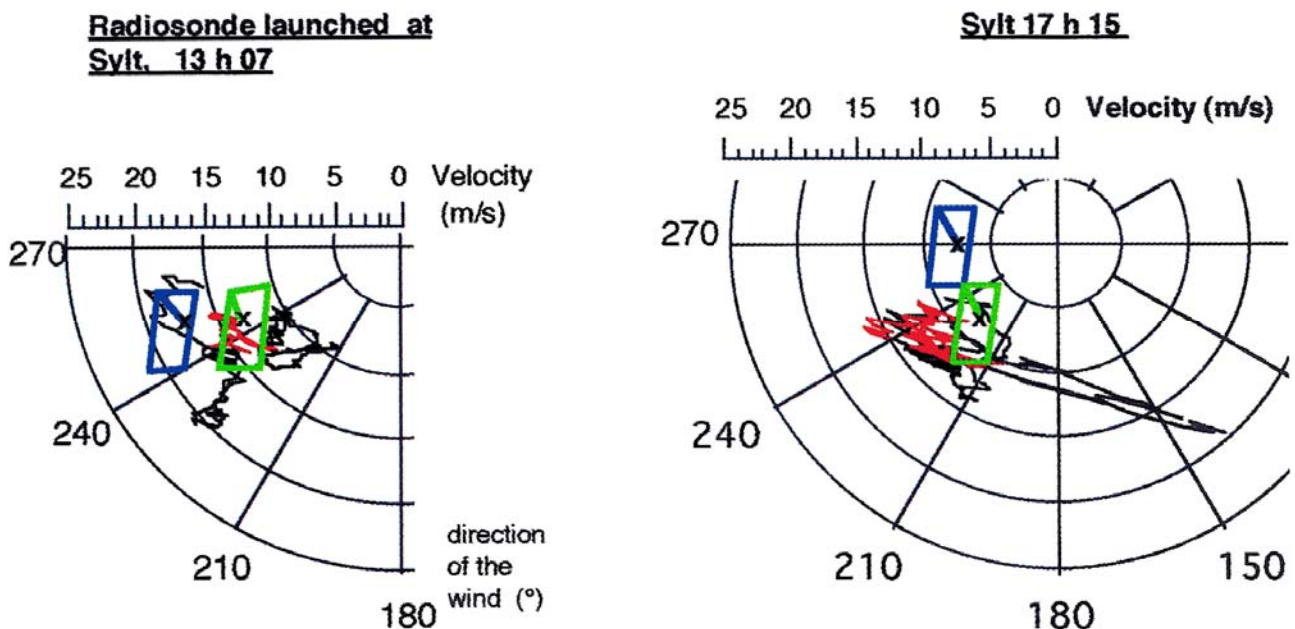 Radiosonde launched at
Sylt, 13 h 07
Sylt 17 h 15
25 20 15 10 5 0 Velocity
(m/s)
25 20 15 10 5 0 Velocity (m/s)
270
240
210
180
direction
of the
wind (°)
270
240
210
180
150